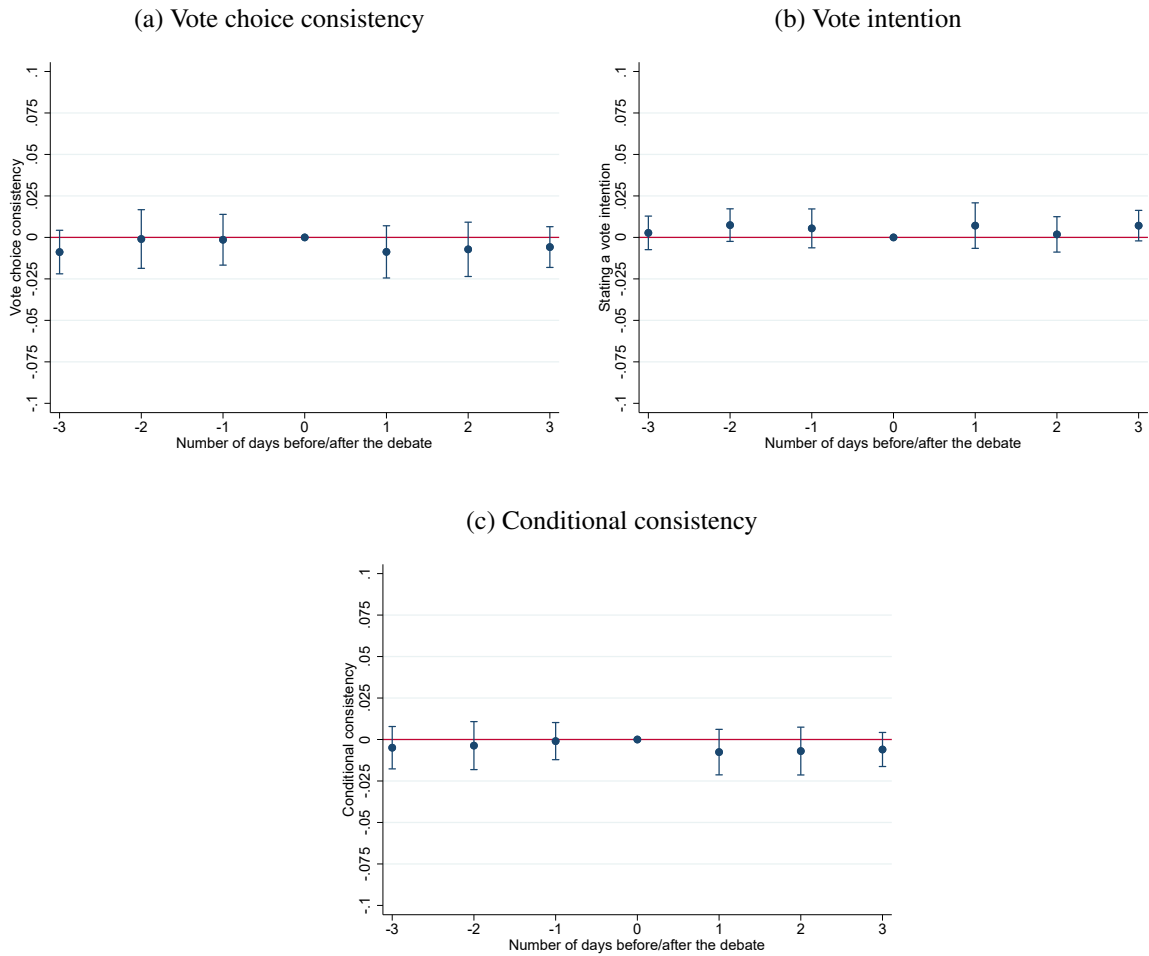 (a) Vote choice consistency
(b) Vote intention
Vote choice consistency
.1
.075
.05
.025
0
-.025
-.05
-.075
-.1
-3 -2 -1 0 1 2 3
Number of days before/after the debate
Stating a vote intention
.1
.075
.05
.025
0
-.025
-.05
-.075
-.1
-3 -2 -1 0 1 2 3
Number of days before/after the debate
(c) Conditional consistency
Conditional consistency
.1
.075
.05
.025
0
-.025
-.05
-.075
-.1
-3 -2 -1 0 1 2 3
Number of days before/after the debate